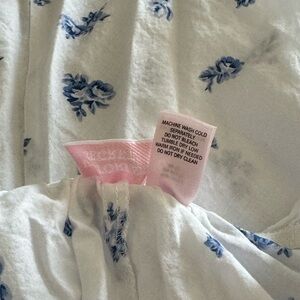 MACHINE WASH COLD
SEPARATELY
DO NOT BLEACH
TUMBLE DRY LOW
WARM IRON IF NEEDED
DO NOT DRY CLEAN